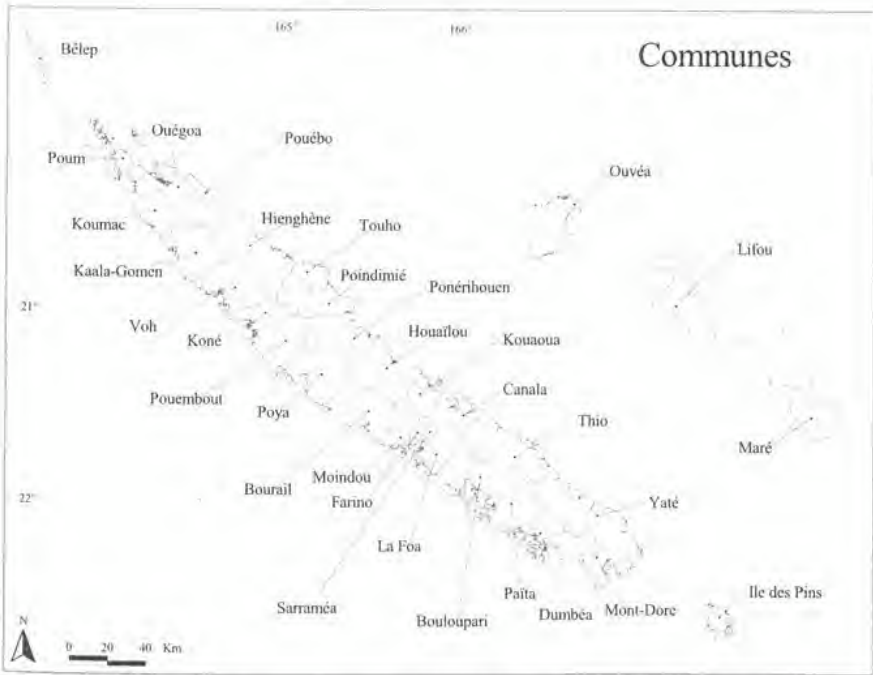 165°
166°
Communes
Bélep
Ouégoa
Pouébo
Poum
Ouvéa
Koumac
Hienghène
Touho
Lifou
Kaala-Gomen
Poindimié
Ponérihouen
21°
Voh
Koné
Houaïlou
Kouaoua
Pouembout
Poya
Canala
Thio
Maré
Bourail
Moindou
Farino
22°
Yaté
La Foa
Sarraméa
Bouloupari
Païta
Dumbéa
Mont-Dore
Ile des Pins
N
0 20 40 Km